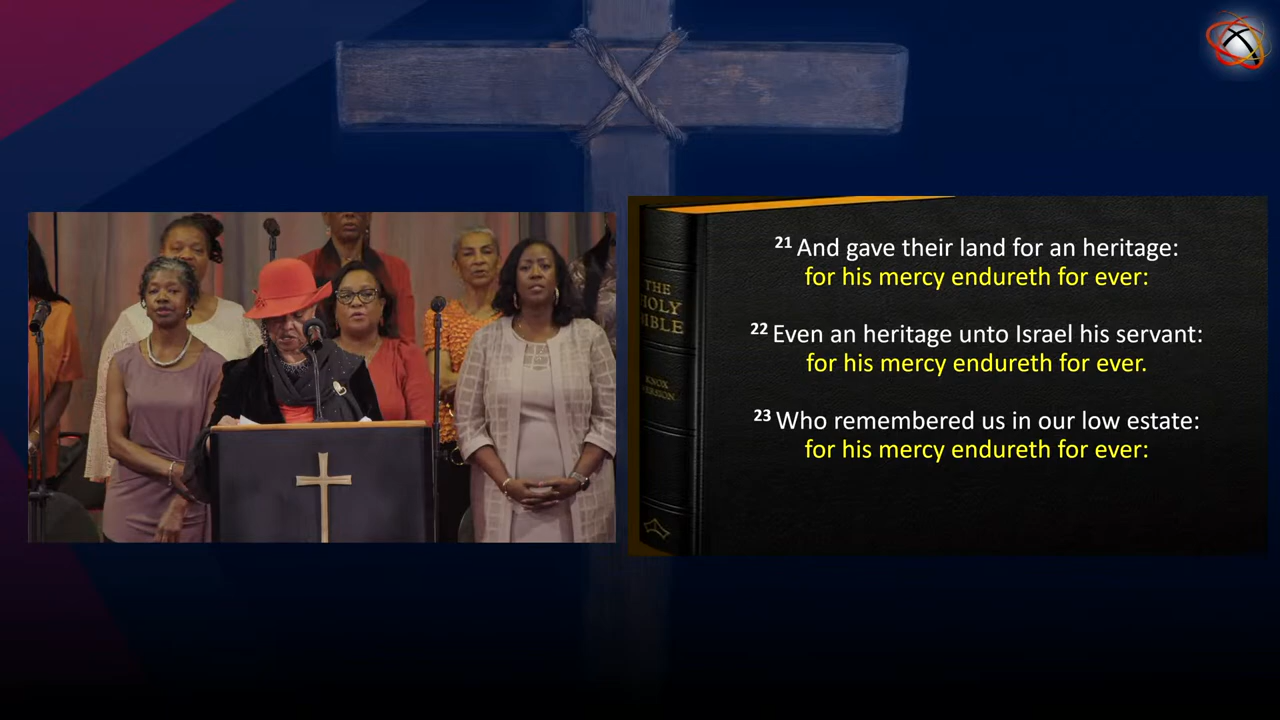 THE
HOLY
BIBLE
KNOX
VERSION
21 And gave their land for an heritage:
for his mercy endureth for ever:
22 Even an heritage unto Israel his servant:
for his mercy endureth for ever.
23 Who remembered us in our low estate:
for his mercy endureth for ever: